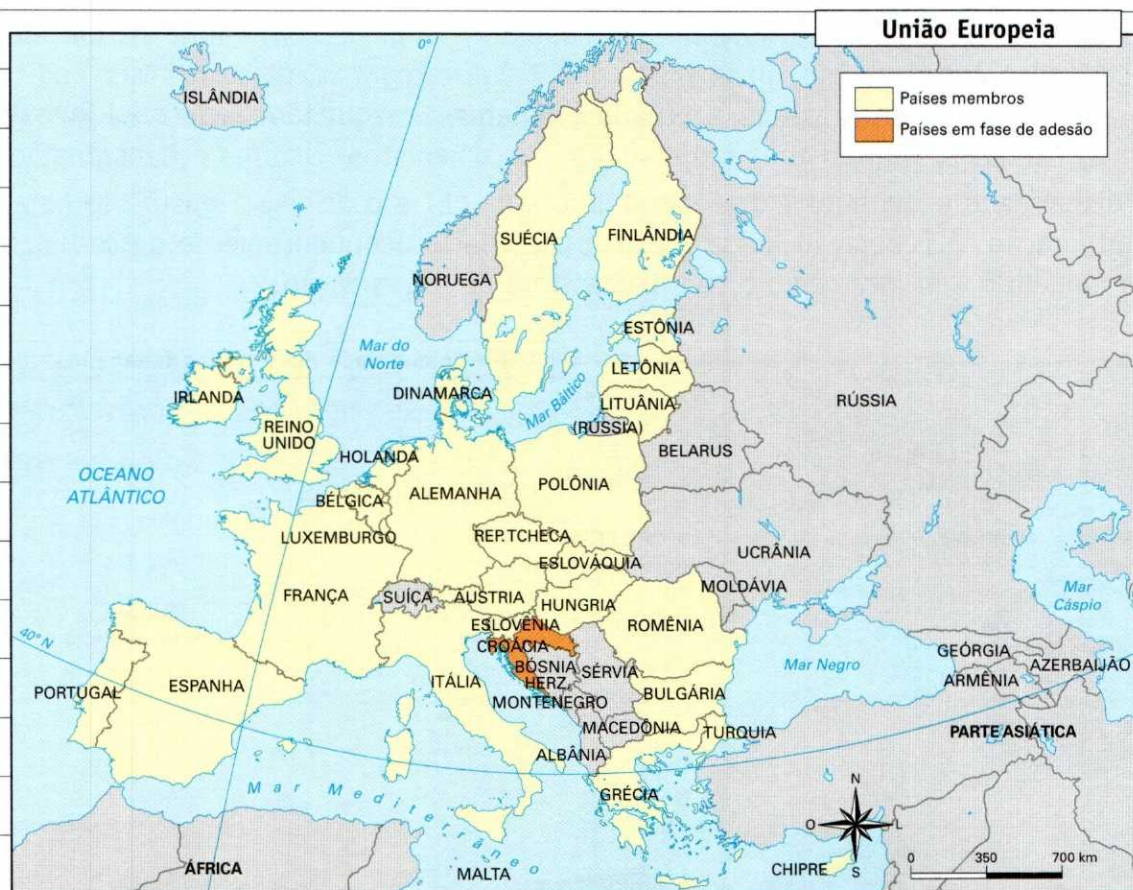 União Europeia
Países membros
Países em fase de adesão
0°
ISLÂNDIA
SUÉCIA
FINLÂNDIA
NORUEGA
ESTÔNIA
Mar do
Norte
LETÔNIA
DINAMARCA
Mar Báltico
LITUÂNIA
(RÚSSIA)
RÚSSIA
IRLANDA
REINO
UNIDO
BELARUS
HOLANDA
OCEANO
ATLÂNTICO
BÉLGICA
ALEMANHA
POLÔNIA
LUXEMBURGO
REP.TCHECA
ESLOVÁQUIA
UCRÂNIA
MOLDÁVIA
FRANÇA
SUÍÇA
ÁUSTRIA
HUNGRIA
Mar
Cáspio
ESLOVÊNIA
ROMÊNIA
40° N
CROÁCIA
BÓSNIA
HERZ.
SÉRVIA
Mar Negro
GEÓRGIA
AZERBAIJÃO
ARMÊNIA
PORTUGAL
ESPANHA
ITÁLIA
MONTENEGRO
BULGÁRIA
MACEDÔNIA
TURQUIA
PARTE ASIÁTICA
ALBÂNIA
GRÉCIA
Mar Mediterrâneo
N
O
L
S
ÁFRICA
MALTA
CHIPRE
0 350 700 km